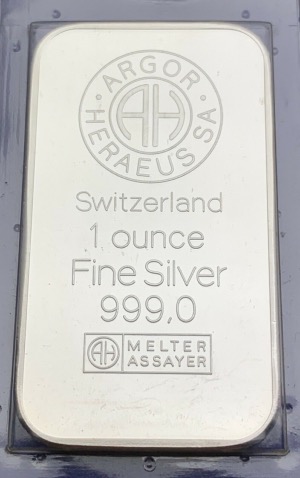 ARGOR
HERAEUS SA
AH
Switzerland
1 ounce
Fine Silver
999,0
AH MELTER
ASSAYER